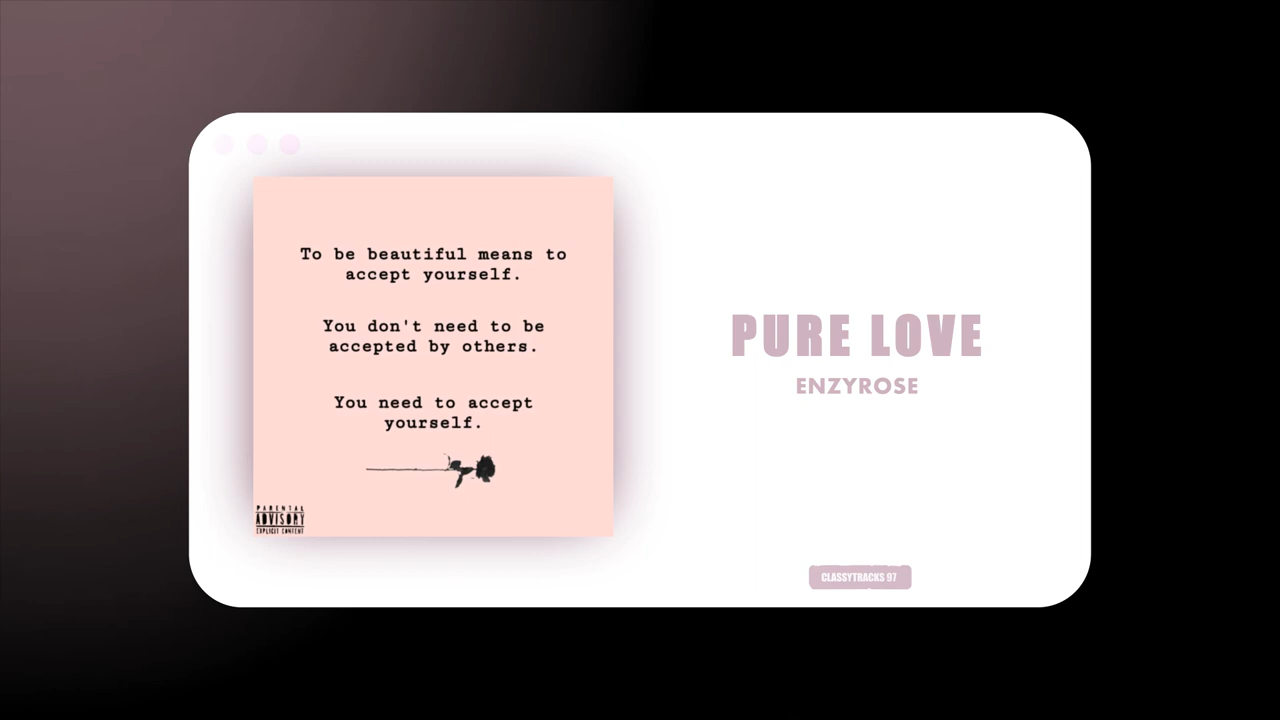 To be beautiful means to
accept yourself.
You don't need to be
accepted by others.
You need to accept
yourself.
PARENTAL
ADVISORY
EXPLICIT CONTENT
PURE LOVE
ENZYROSE
CLASSYTRACKS 97